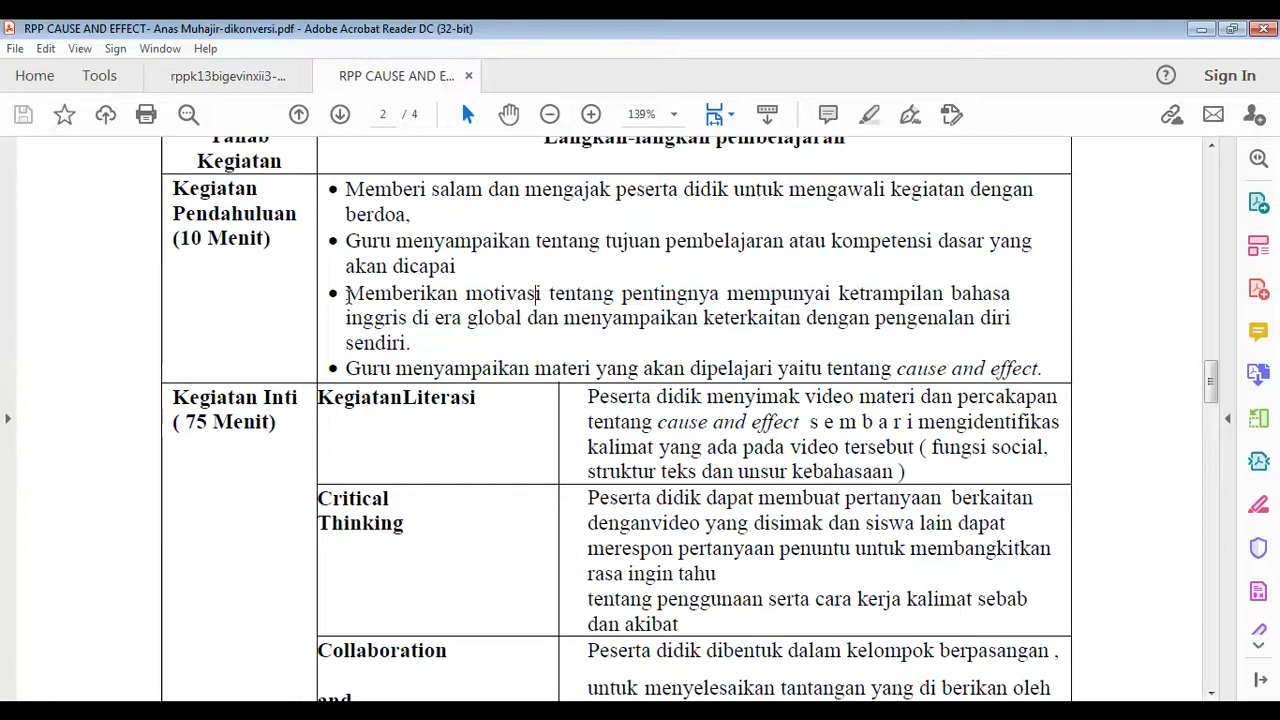 RPP CAUSE AND EFFECT- Anas Muhajir-dikonversi.pdf - Adobe Acrobat Reader DC (32-bit)
File Edit View Sign Window Help
Home Tools rppk13bigevinxii3-... RPP CAUSE AND E... × Sign In
2 / 4 139%
Tahab Langkah-langkah pembelajaran
Kegiatan
Kegiatan Pendahuluan (10 Menit)
• Memberi salam dan mengajak peserta didik untuk mengawali kegiatan dengan
berdoa,
• Guru menyampaikan tentang tujuan pembelajaran atau kompetensi dasar yang
akan dicapai
• Memberikan motivasi tentang pentingnya mempunyai ketrampilan bahasa
inggris di era global dan menyampaikan keterkaitan dengan pengenalan diri
sendiri.
• Guru menyampaikan materi yang akan dipelajari yaitu tentang cause and effect.
Kegiatan Inti
( 75 Menit)
KegiatanLiterasi
Peserta didik menyimak video materi dan percakapan
tentang cause and effect s e m b a r i mengidentifikas
kalimat yang ada pada video tersebut ( fungsi social,
struktur teks dan unsur kebahasaan )
Critical
Thinking
Peserta didik dapat membuat pertanyaan berkaitan
denganvideo yang disimak dan siswa lain dapat
merespon pertanyaan penuntu untuk membangkitkan
rasa ingin tahu
tentang penggunaan serta cara kerja kalimat sebab
dan akibat
Collaboration
and
Peserta didik dibentuk dalam kelompok berpasangan ,
untuk menyelesaikan tantangan yang di berikan oleh